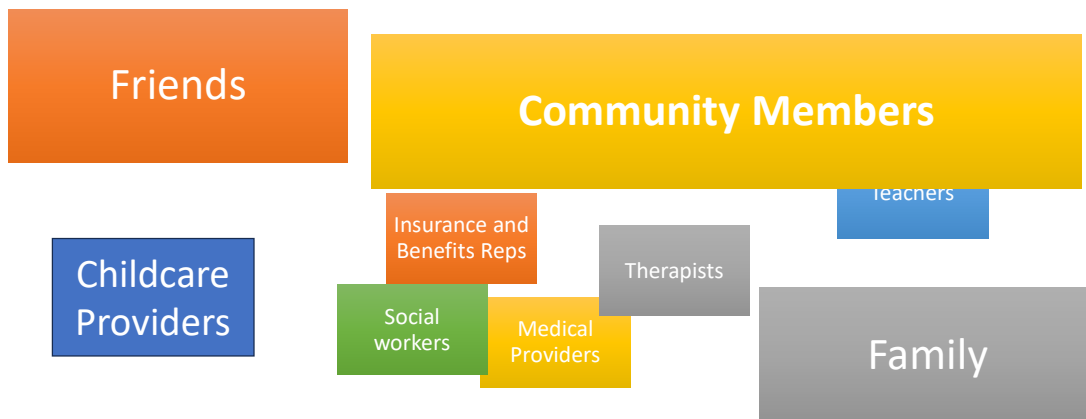 Friends
Community Members
Teachers
Insurance and
Benefits Reps
Therapists
Childcare
Providers
Social
workers
Medical
Providers
Family